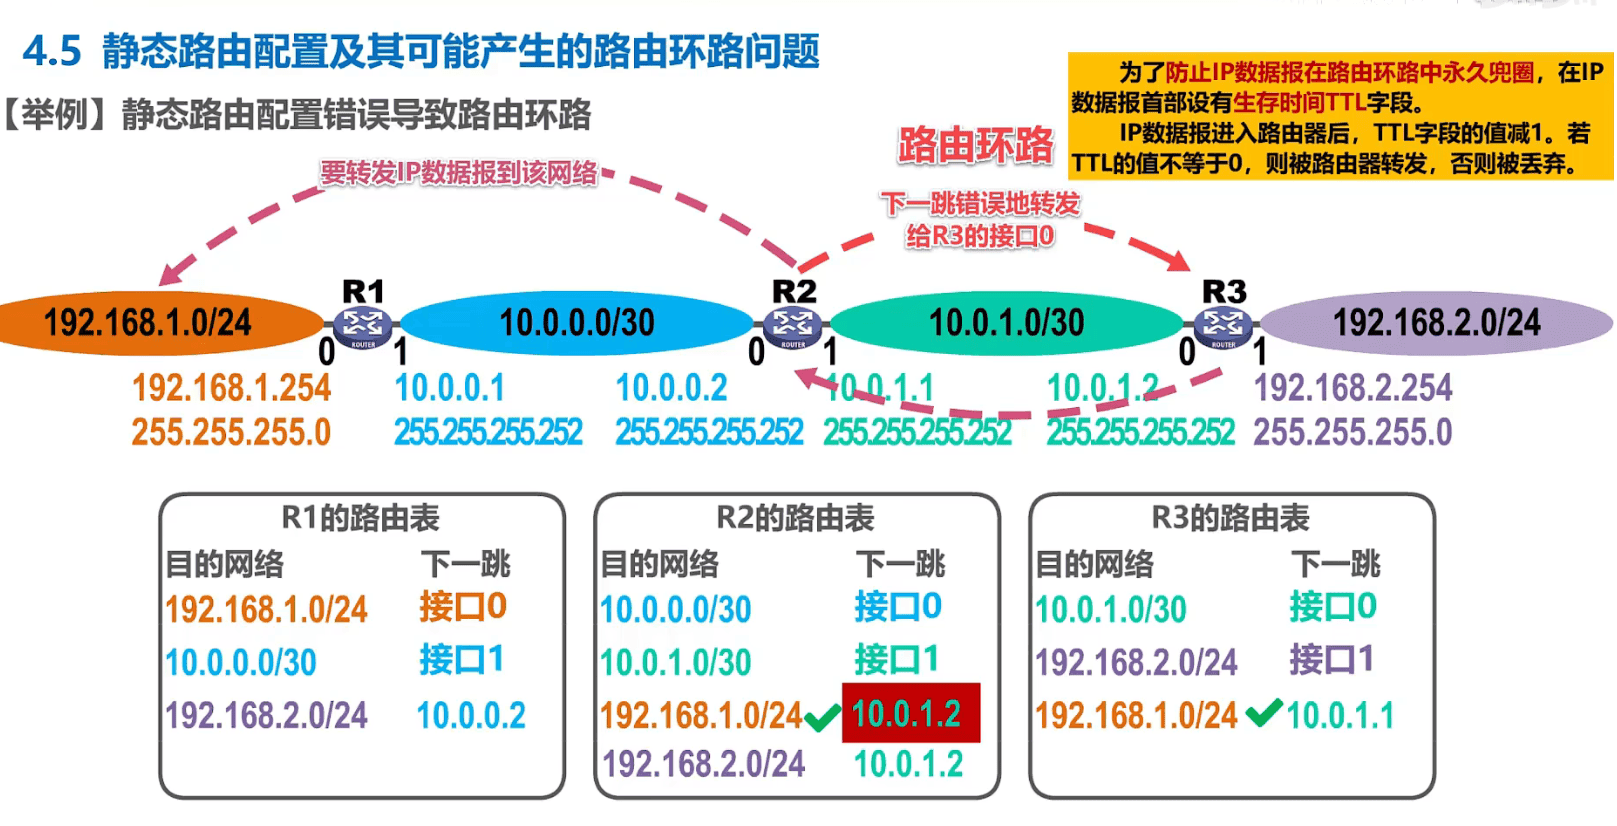 4.5 静态路由配置及其可能产生的路由环路问题
【举例】静态路由配置错误导致路由环路
为了防止IP数据报在路由环路中永久兜圈，在IP
数据报首部设有生存时间TTL字段。
IP数据报进入路由器后，TTL字段的值减1。若
TTL的值不等于0，则被路由器转发，否则被丢弃。
路由环路
要转发IP数据报到该网络
下一跳错误地转发
给R3的接口0
R1 R2 R3
192.168.1.0/24 10.0.0.0/30 10.0.1.0/30 192.168.2.0/24
ROUTER ROUTER ROUTER
0 1 0 1 0 1
192.168.1.254 10.0.0.1 10.0.0.2 10.0.1.1 10.0.1.2 192.168.2.254
255.255.255.0 255.255.255.252 255.255.255.252 255.255.255.252 255.255.255.252 255.255.255.0
R1的路由表
目的网络 下一跳
192.168.1.0/24 接口0
10.0.0.0/30 接口1
192.168.2.0/24 10.0.0.2
R2的路由表
目的网络 下一跳
10.0.0.0/30 接口0
10.0.1.0/30 接口1
192.168.1.0/24 10.0.1.2
192.168.2.0/24 10.0.1.2
R3的路由表
目的网络 下一跳
10.0.1.0/30 接口0
192.168.2.0/24 接口1
192.168.1.0/24 10.0.1.1